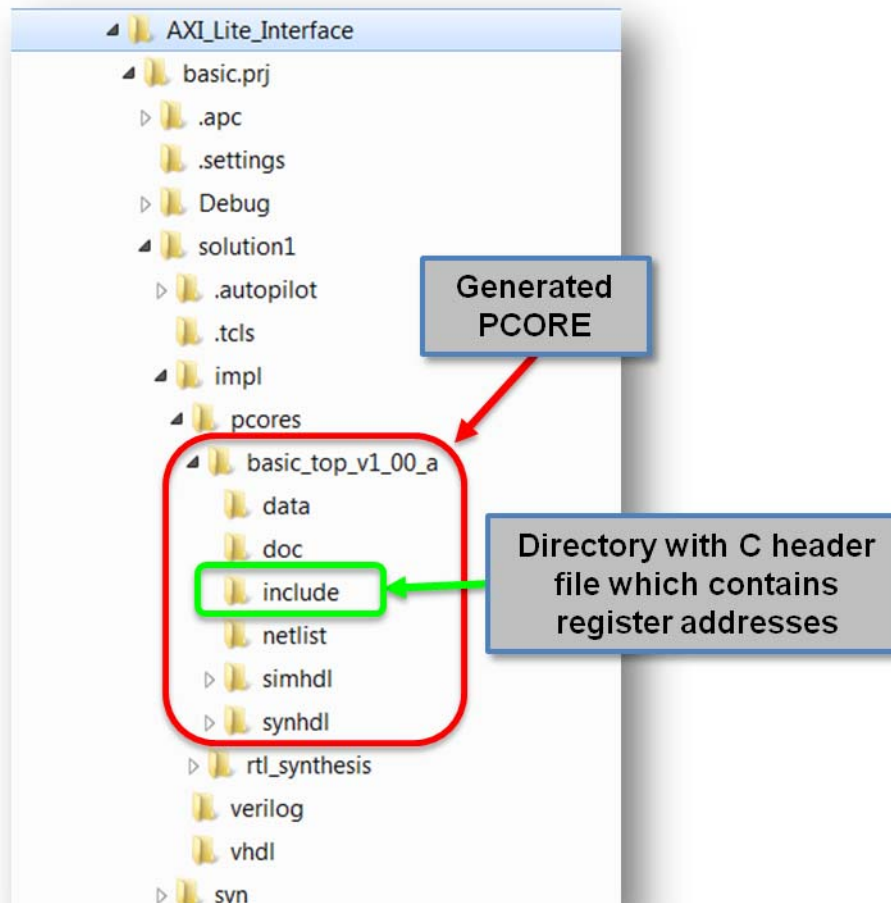 AXI_Lite_Interface
basic.prj
.apc
.settings
Debug
solution1
.autopilot
.tcls
impl
pcores
basic_top_v1_00_a
data
doc
include
netlist
simhdl
synhdl
rtl_synthesis
verilog
vhdl
syn
Generated
PCORE
Directory with C header
file which contains
register addresses